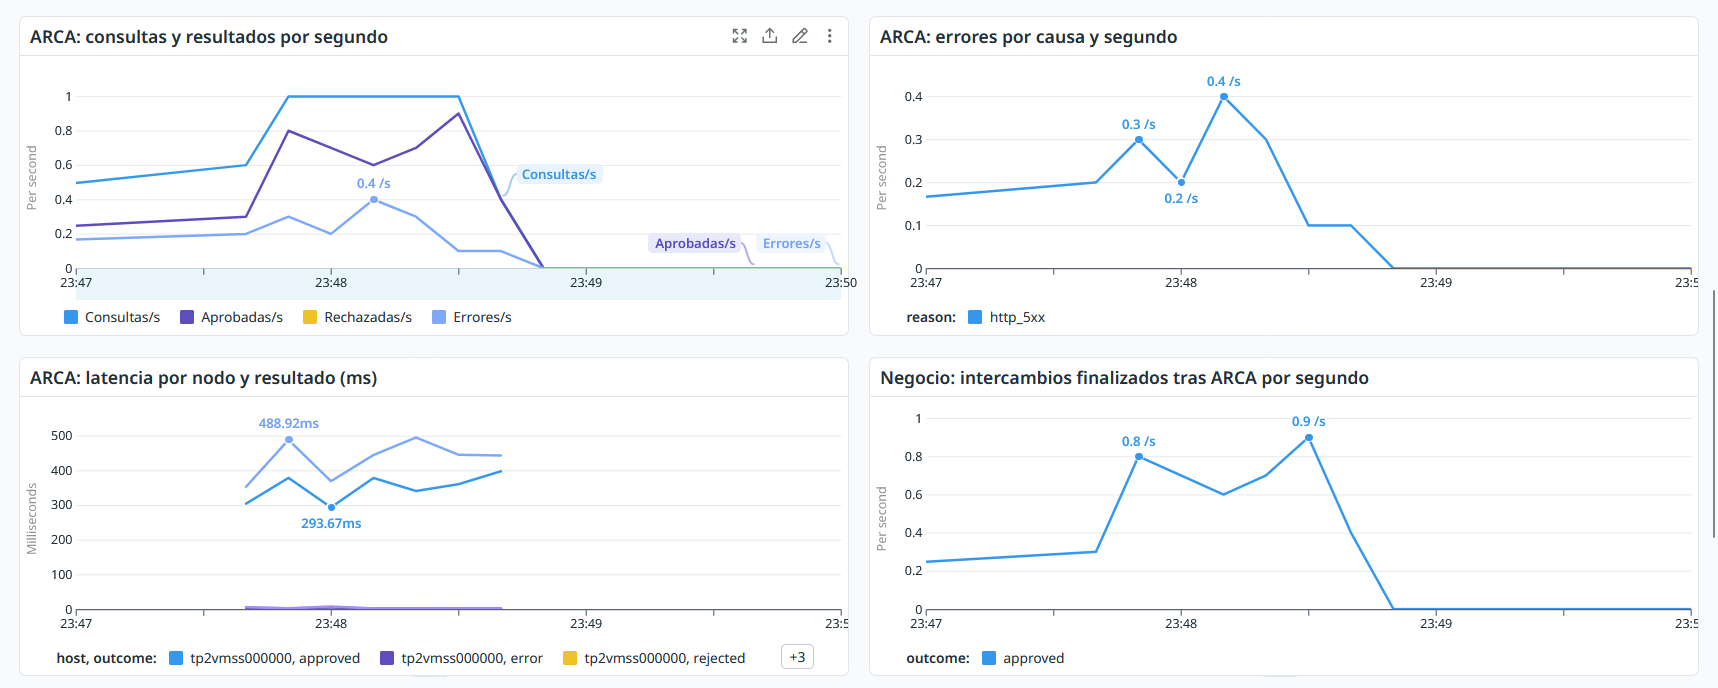 ARCA: consultas y resultados por segundo
Per second
1
0.8
0.6
0.4
0.2
0
0.4 /s
Consultas/s
Aprobadas/s
Errores/s
23:47
23:48
23:49
23:50
Consultas/s
Aprobadas/s
Rechazadas/s
Errores/s
ARCA: errores por causa y segundo
Per second
0.4
0.3
0.2
0.1
0
0.3 /s
0.2 /s
0.4 /s
23:47
23:48
23:49
23:5
reason:
http_5xx
ARCA: latencia por nodo y resultado (ms)
Milliseconds
500
400
300
200
100
0
488.92ms
293.67ms
23:47
23:48
23:49
23:5
host, outcome:
tp2vmss000000, approved
tp2vmss000000, error
tp2vmss000000, rejected
+3
Negocio: intercambios finalizados tras ARCA por segundo
Per second
1
0.8
0.6
0.4
0.2
0
0.8 /s
0.9 /s
23:47
23:48
23:49
23:5
outcome:
approved